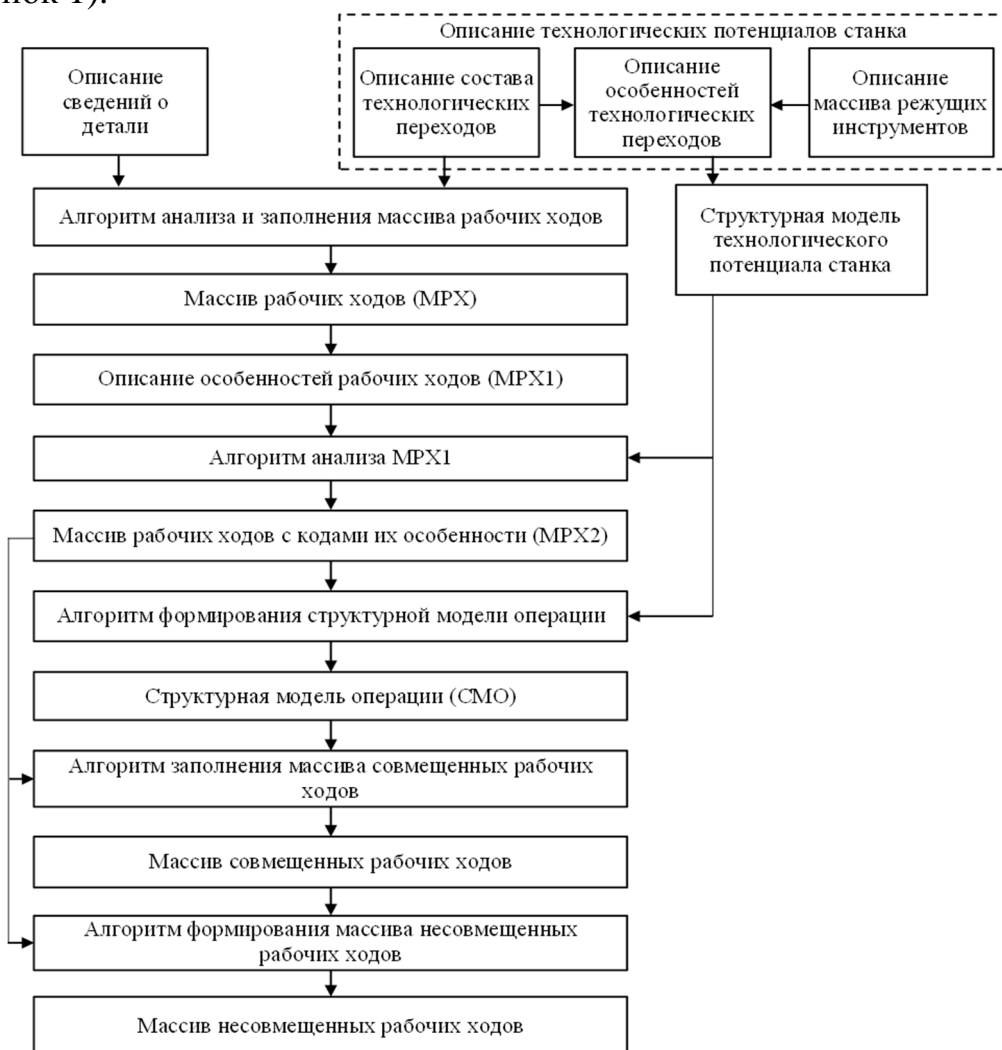 нок 1).
Описание технологических потенциалов станка
Описание
сведений о
детали
Описание состава
технологических
переходов
Описание
особенностей
технологических
переходов
Описание
массива режущих
инструментов
Алгоритм анализа и заполнения массива рабочих ходов
Структурная модель
технологического
потенциала станка
Массив рабочих ходов (МРХ)
Описание особенностей рабочих ходов (МРХ1)
Алгоритм анализа МРХ1
Массив рабочих ходов с кодами их особенности (МРХ2)
Алгоритм формирования структурной модели операции
Структурная модель операции (СМО)
Алгоритм заполнения массива совмещенных рабочих
ходов
Массив совмещенных рабочих ходов
Алгоритм формирования массива несовмещенных
рабочих ходов
Массив несовмещенных рабочих ходов